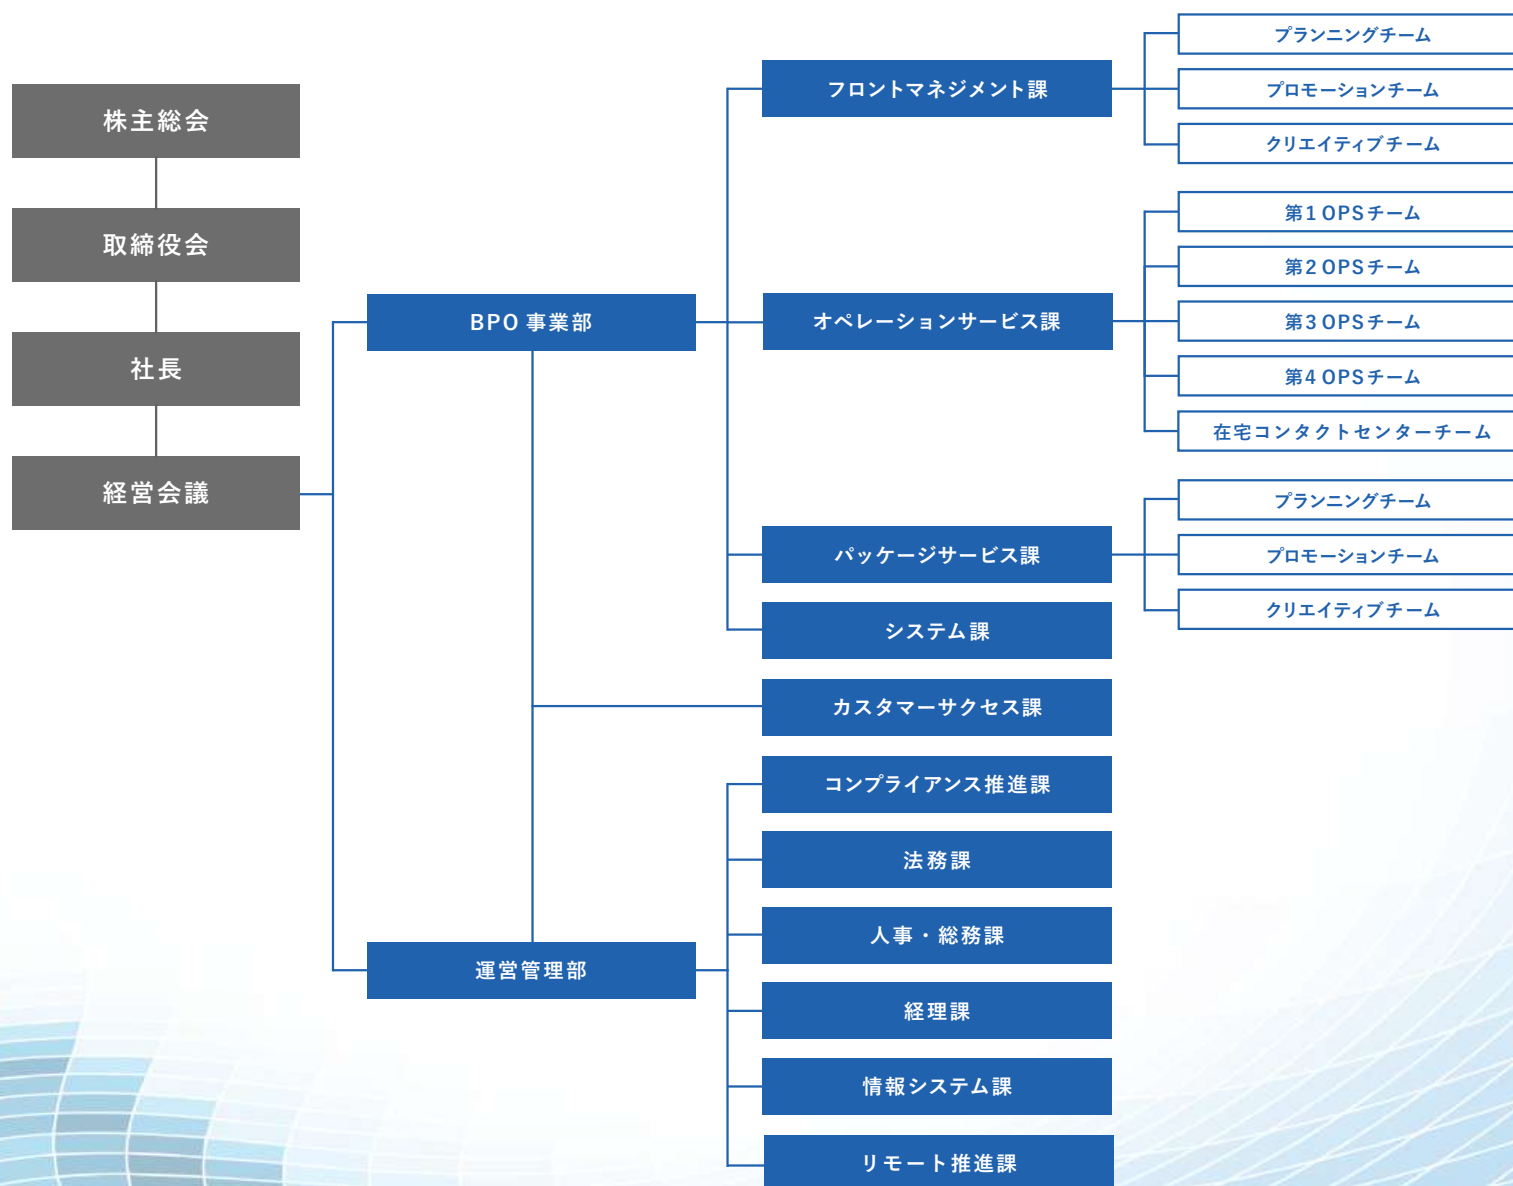 株主総会
取締役会
社長
経営会議
BPO 事業部
運営管理部
フロントマネジメント課
プランニングチーム
プロモーションチーム
クリエイティブチーム
オペレーションサービス課
第1 OPSチーム
第2 OPSチーム
第3 OPSチーム
第4 OPSチーム
在宅コンタクトセンターチーム
パッケージサービス課
プランニングチーム
プロモーションチーム
クリエイティブチーム
システム課
カスタマーサクセス課
コンプライアンス推進課
法務課
人事・総務課
経理課
情報システム課
リモート推進課